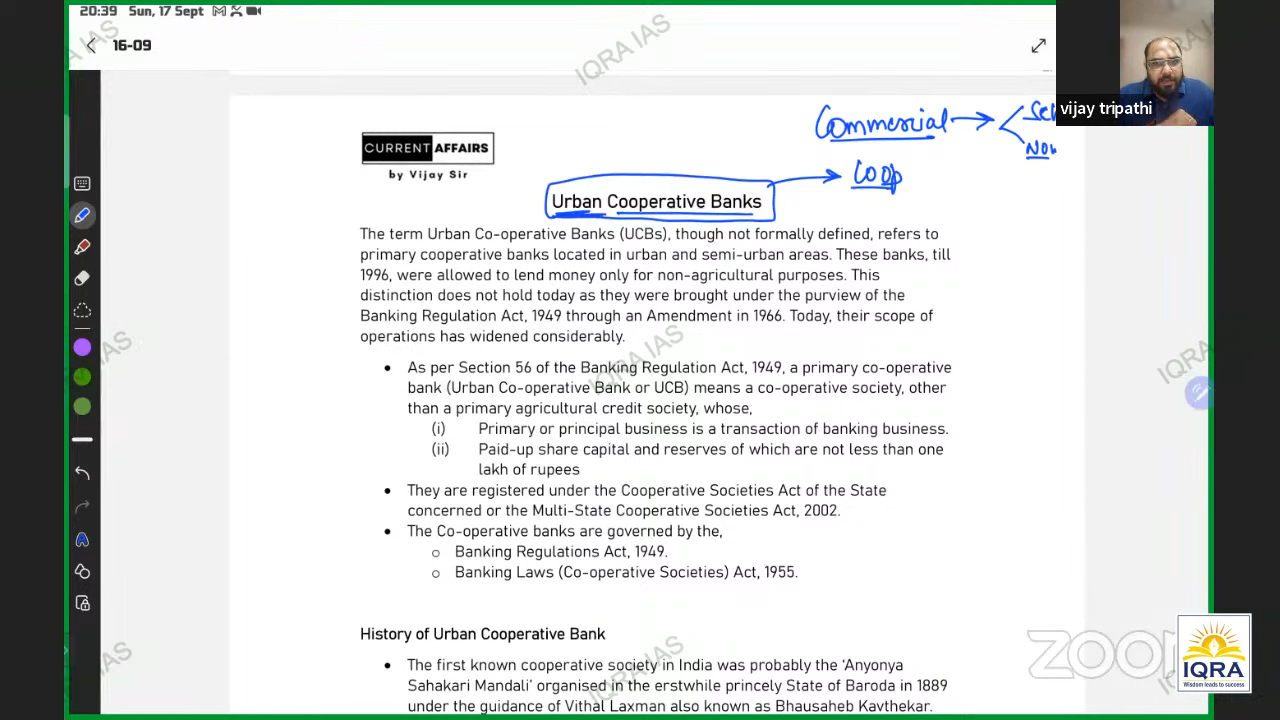 20:39 Sun, 17 Sept
16-09
vijay tripathi
IQRA IAS
Commercial
Coop
CURRENT AFFAIRS
by Vijay Sir
Urban Cooperative Banks
The term Urban Co-operative Banks (UCBs), though not formally defined, refers to
primary cooperative banks located in urban and semi-urban areas. These banks, till
1996, were allowed to lend money only for non-agricultural purposes. This
distinction does not hold today as they were brought under the purview of the
Banking Regulation Act, 1949 through an Amendment in 1966. Today, their scope of
operations has widened considerably.
• As per Section 56 of the Banking Regulation Act, 1949, a primary co-operative
bank (Urban Co-operative Bank or UCB) means a co-operative society, other
than a primary agricultural credit society, whose,
(i) Primary or principal business is a transaction of banking business.
(ii) Paid-up share capital and reserves of which are not less than one
lakh of rupees
• They are registered under the Cooperative Societies Act of the State
concerned or the Multi-State Cooperative Societies Act, 2002.
• The Co-operative banks are governed by the,
o Banking Regulations Act, 1949.
o Banking Laws (Co-operative Societies) Act, 1955.
History of Urban Cooperative Bank
• The first known cooperative society in India was probably the 'Anyonya
Sahakari Mandali' organised in the erstwhile princely State of Baroda in 1889
under the guidance of Vithal Laxman also known as Bhausaheb Kavthekar.
IQRA
Wisdom leads to success